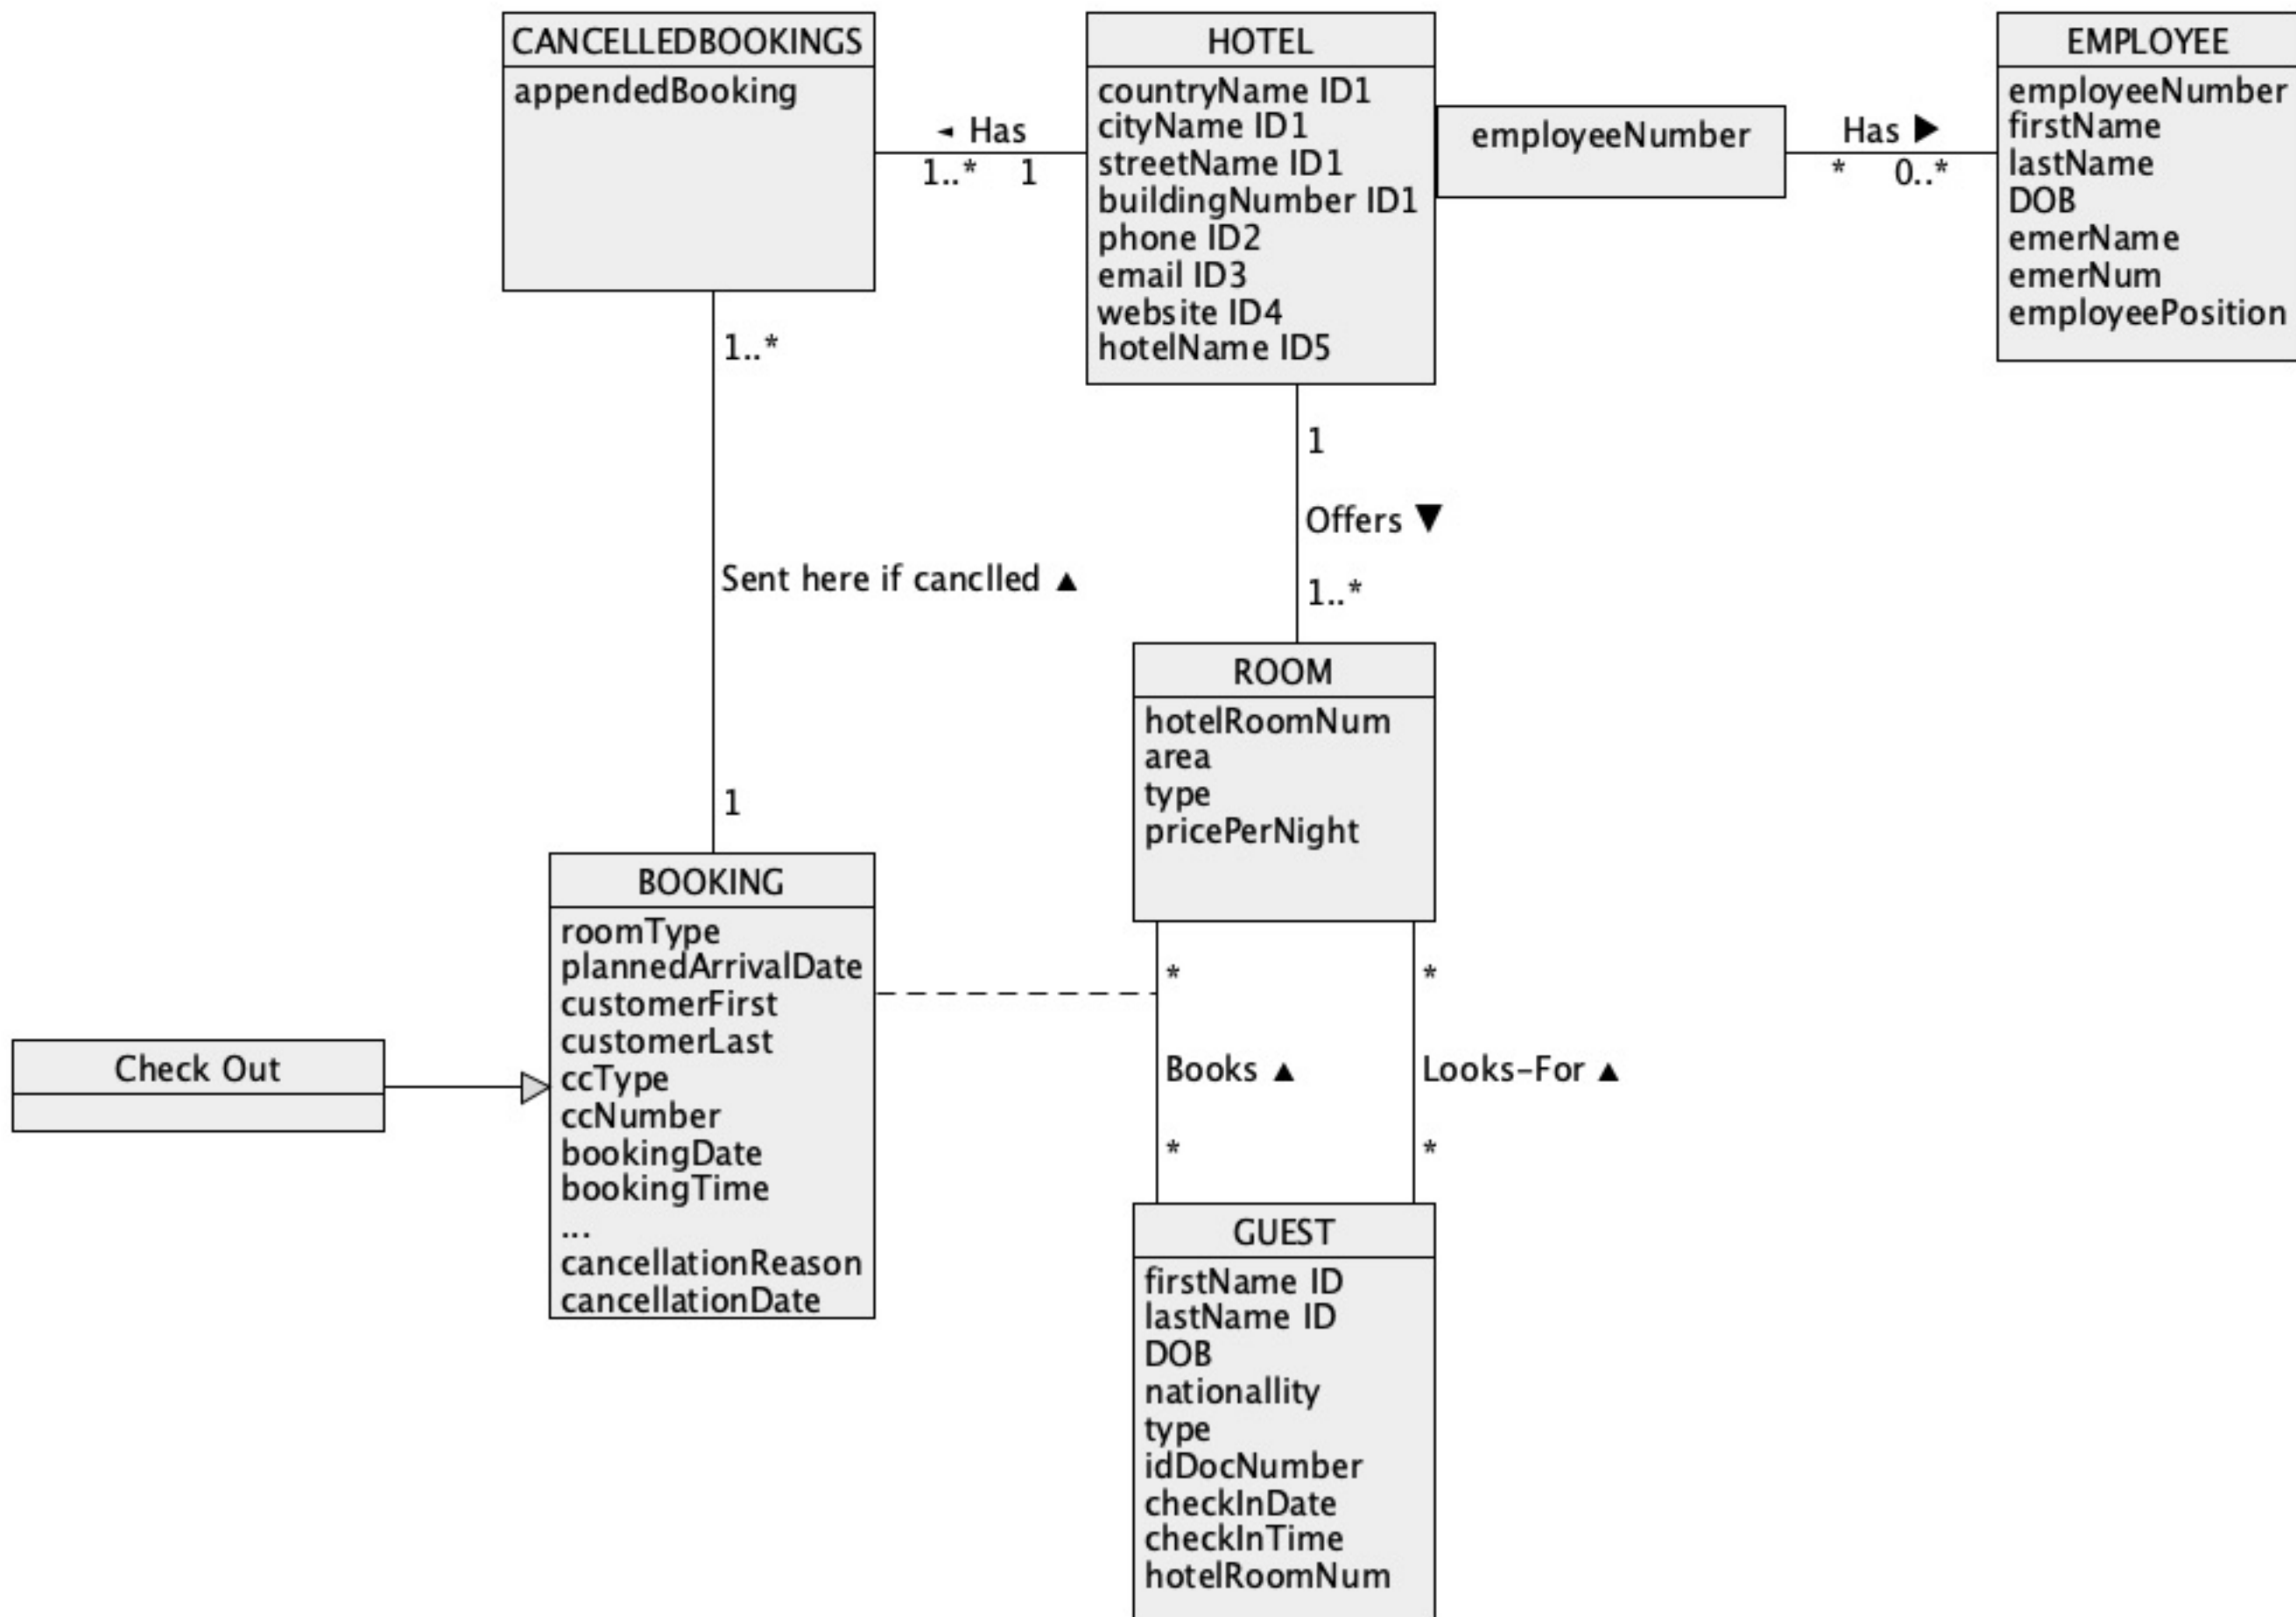 CANCELLEDBOOKINGS
appendedBooking
◄ Has
1..* 1
HOTEL
countryName ID1
cityName ID1
streetName ID1
buildingNumber ID1
phone ID2
email ID3
website ID4
hotelName ID5
employeeNumber
Has ►
* 0..*
EMPLOYEE
employeeNumber
firstName
lastName
DOB
emerName
emerNum
employeePosition
1..*
Sent here if canclled ▲
1
1
Offers ▼
1..*
ROOM
hotelRoomNum
area
type
pricePerNight
BOOKING
roomType
plannedArrivalDate
customerFirst
customerLast
ccType
ccNumber
bookingDate
bookingTime
...
cancellationReason
cancellationDate
Check Out
*
Books ▲
*
*
Looks-For ▲
*
GUEST
firstName ID
lastName ID
DOB
nationallity
type
idDocNumber
checkInDate
checkInTime
hotelRoomNum